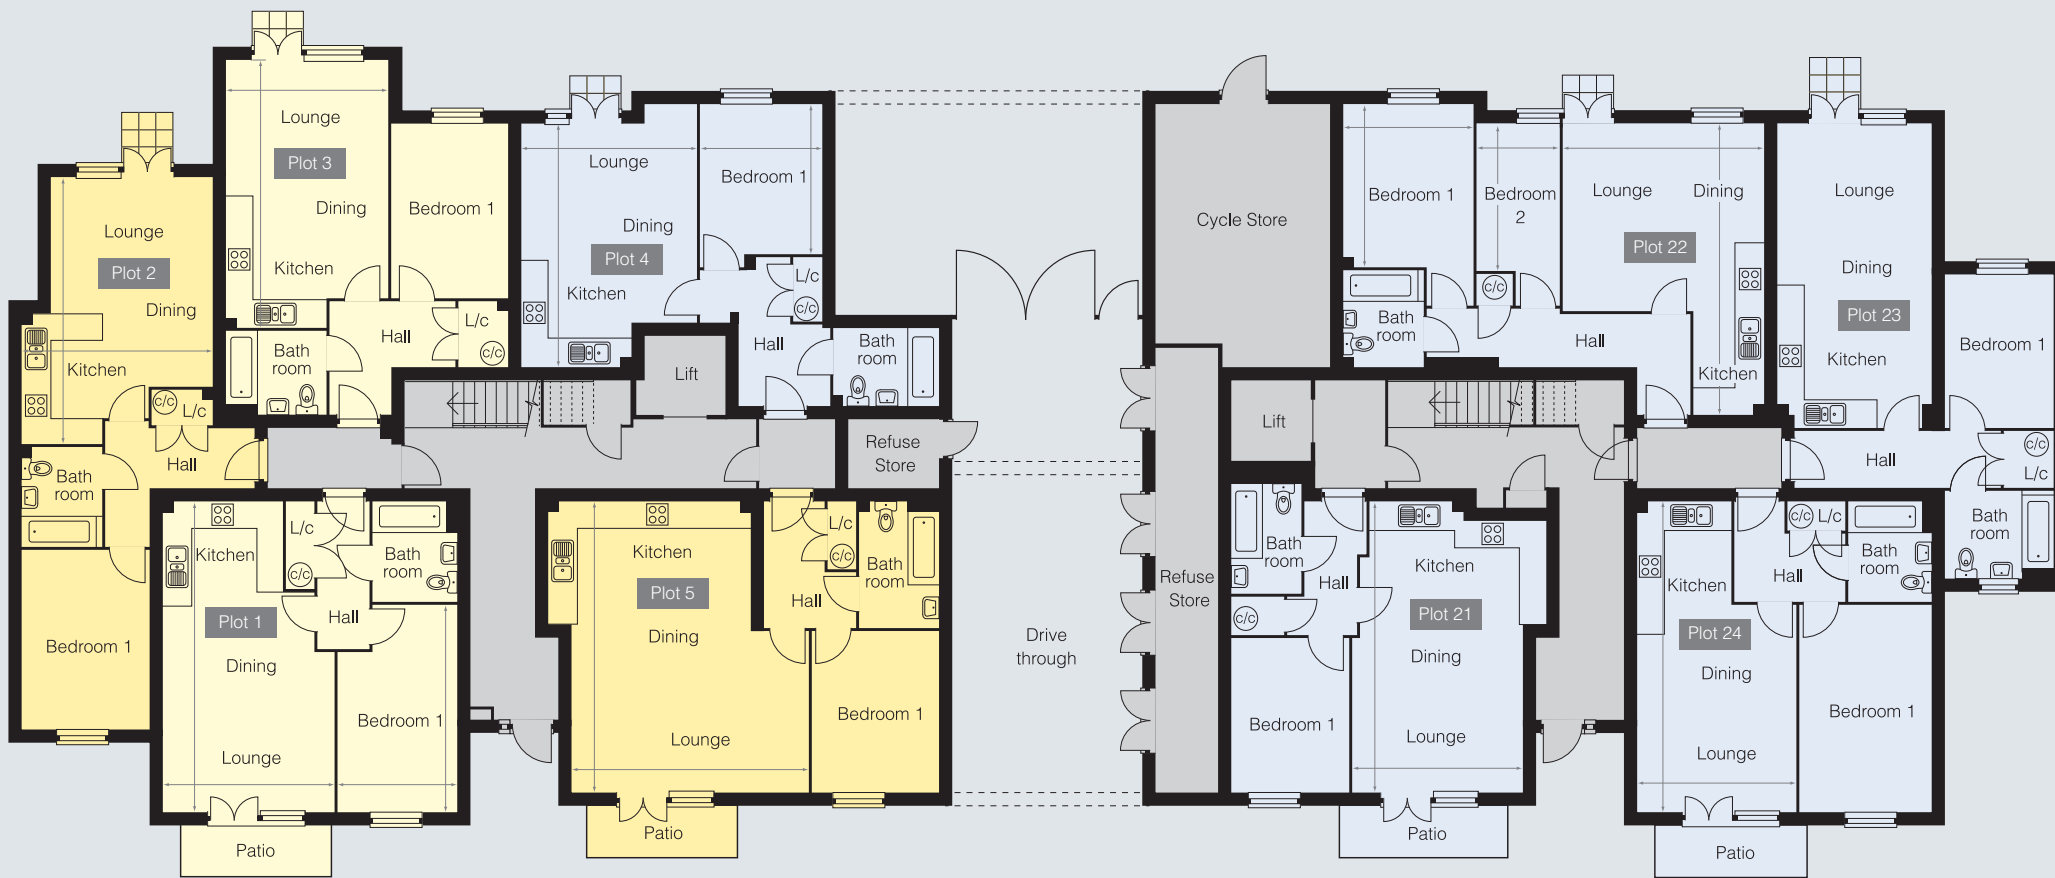 Lounge
Plot 2
Dining
Kitchen
c/c
L/c
Hall
Bath
room
Bedroom 1
Lounge
Plot 3
Dining
Kitchen
Bedroom 1
Bath
room
Hall
L/c
c/c
Lounge
Dining
Plot 4
Kitchen
Bedroom 1
L/c
c/c
Hall
Bath
room
Lift
Refuse
Store
Kitchen
L/c
c/c
Bath
room
Plot 1
Hall
Dining
Bedroom 1
Lounge
Patio
Kitchen
Plot 5
Dining
Lounge
L/c
c/c
Bath
room
Hall
Bedroom 1
Patio
Drive
through
Cycle Store
Refuse
Store
Bedroom 1
Bedroom
2
Lounge
Dining
Plot 22
Kitchen
c/c
Bath
room
Hall
Lounge
Dining
Plot 23
Kitchen
Bedroom 1
Hall
c/c
L/c
Bath
room
Lift
Bath
room
Hall
c/c
Kitchen
Plot 21
Dining
Bedroom 1
Lounge
Patio
Kitchen
c/c
L/c
Bath
room
Hall
Plot 24
Dining
Bedroom 1
Lounge
Patio